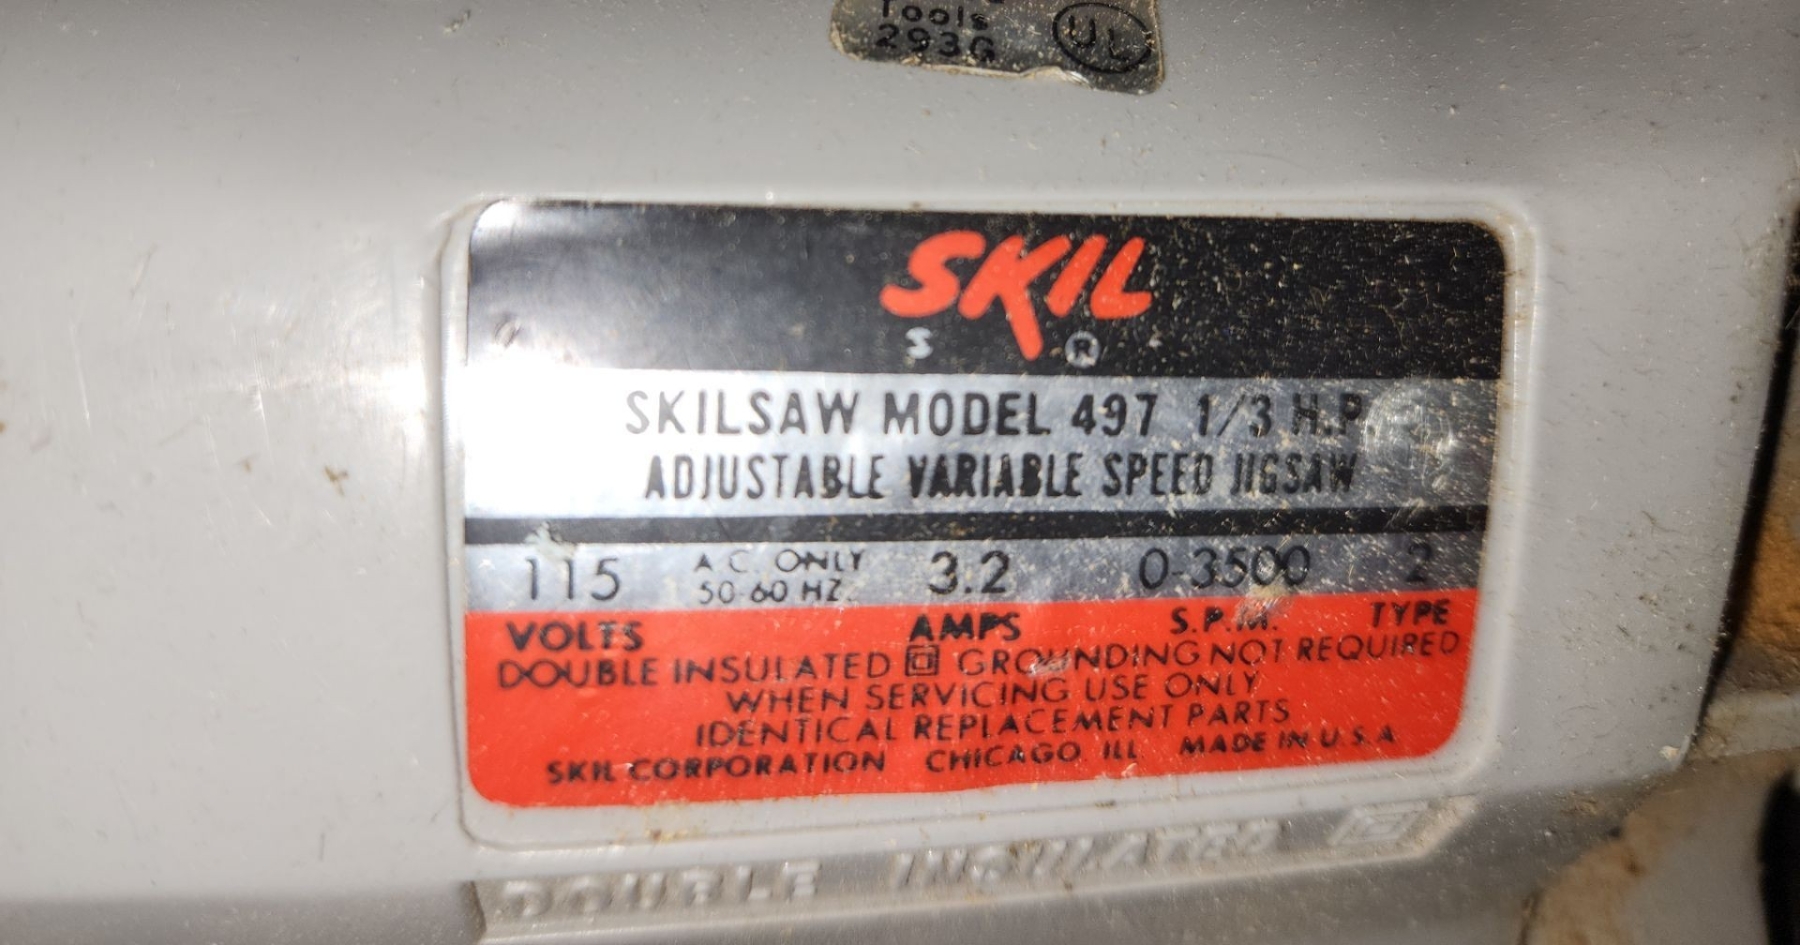 Tools
293G UL
SKIL
S ®
SKILSAW MODEL 497 1/3 H.P.
ADJUSTABLE VARIABLE SPEED JIGSAW
115 A.C. ONLY 3.2 0-3500 2
50-60 HZ.
VOLTS AMPS S.P.M. TYPE
DOUBLE INSULATED GROUNDING NOT REQUIRED
WHEN SERVICING USE ONLY
IDENTICAL REPLACEMENT PARTS
SKIL CORPORATION CHICAGO ILL MADE IN U.S.A
DOUBLE INSULATED